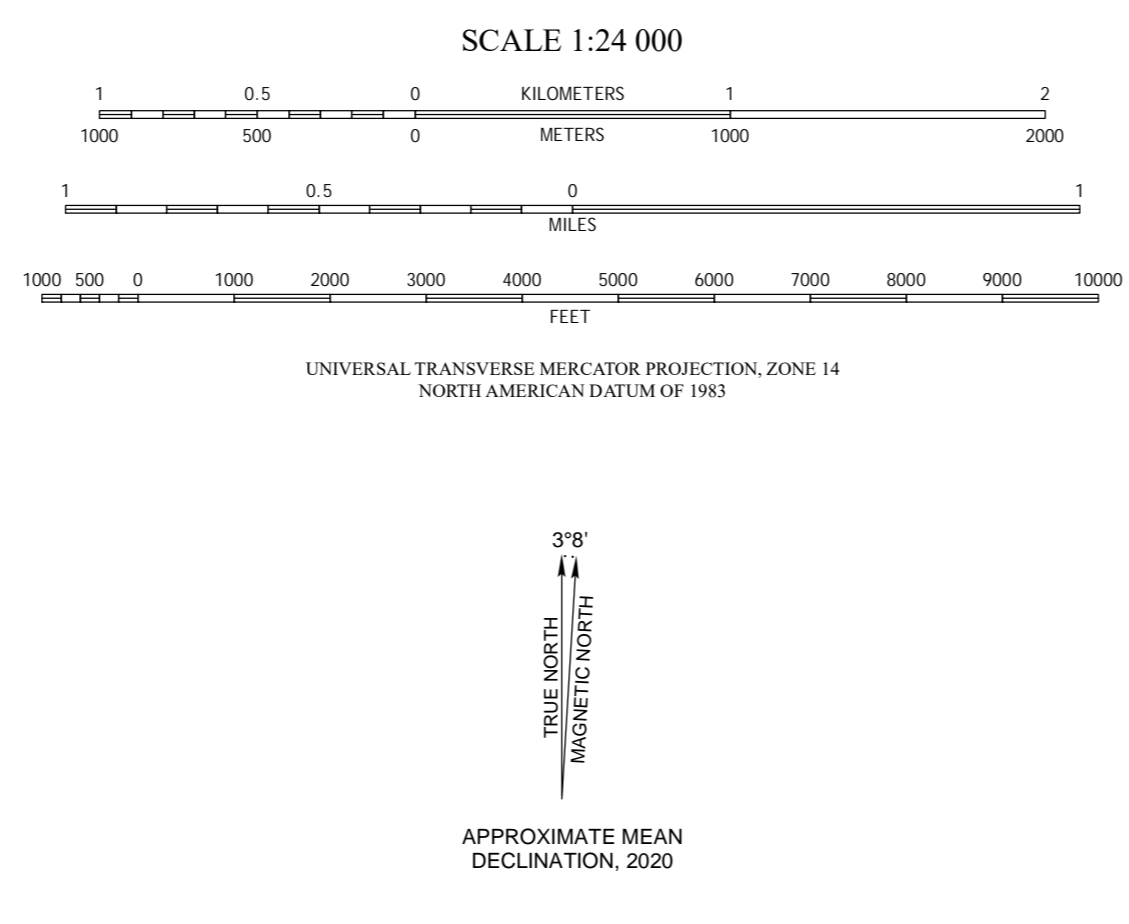 SCALE 1:24 000
1 0.5 0 KILOMETERS 1 2
1000 500 0 METERS 1000 2000
1 0.5 0 1
MILES
1000 500 0 1000 2000 3000 4000 5000 6000 7000 8000 9000 10000
FEET
UNIVERSAL TRANSVERSE MERCATOR PROJECTION, ZONE 14
NORTH AMERICAN DATUM OF 1983
3°8'
TRUE NORTH
MAGNETIC NORTH
APPROXIMATE MEAN
DECLINATION, 2020